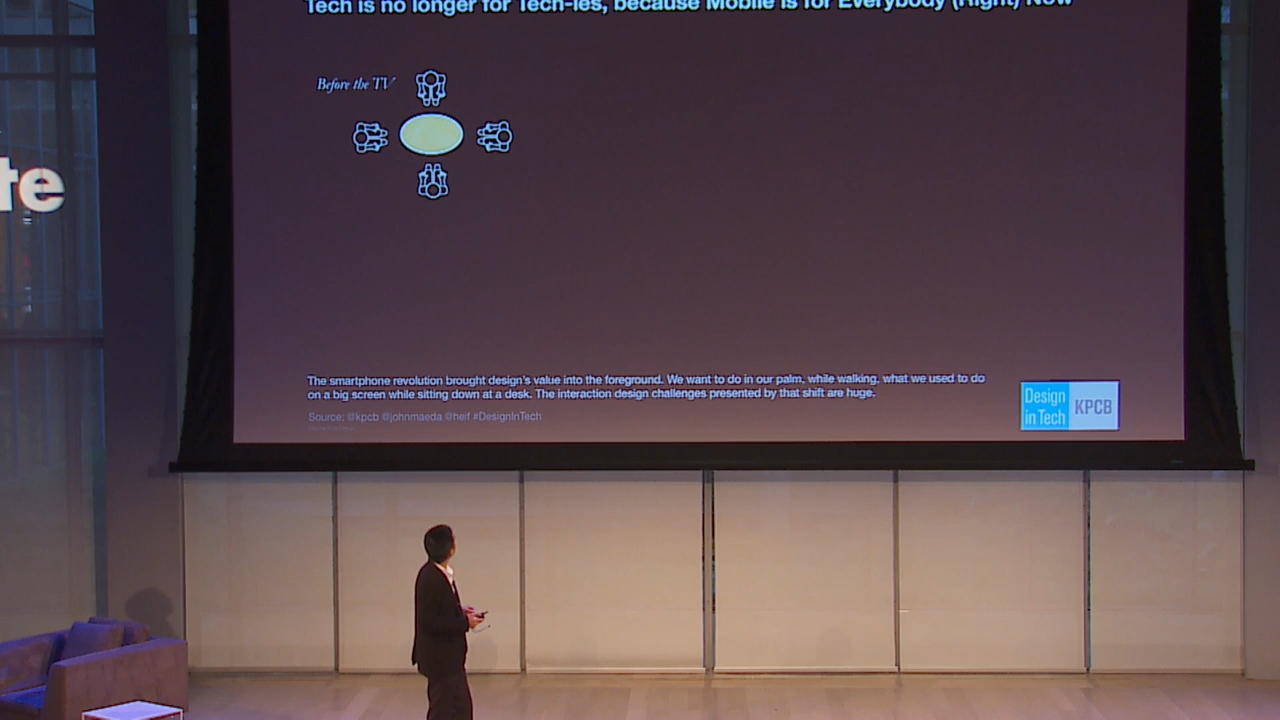 Tech is no longer for Tech-ies, because Mobile is for Everybody (Right) Now
Before the TV
te
The smartphone revolution brought design's value into the foreground. We want to do in our palm, while walking, what we used to do
on a big screen while sitting down at a desk. The interaction design challenges presented by that shift are huge.
Source: @kpcb @johnmaeda @heif #DesignInTech
Design
in Tech
KPCB